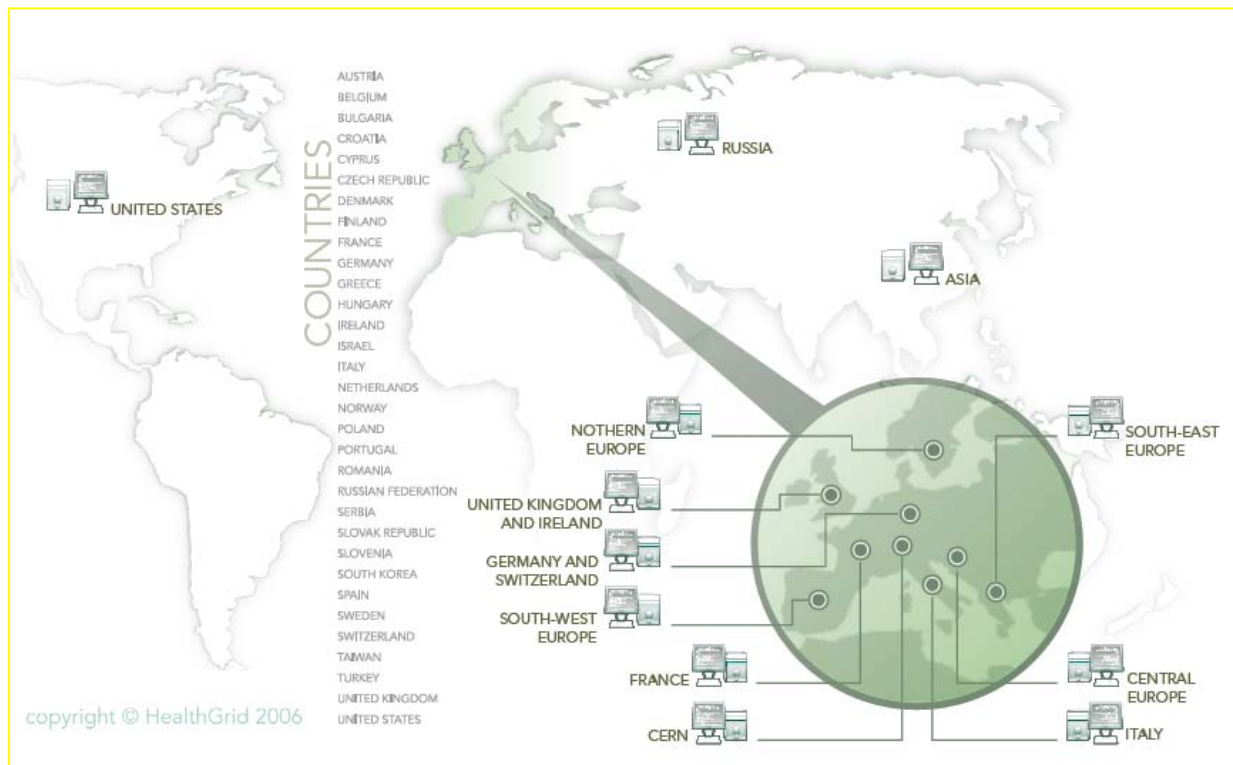 COUNTRIES
AUSTRIA
BELGIUM
BULGARIA
CROATIA
CYPRUS
CZECH REPUBLIC
DENMARK
FINLAND
FRANCE
GERMANY
GREECE
HUNGARY
IRELAND
ISRAEL
ITALY
NETHERLANDS
NORWAY
POLAND
PORTUGAL
ROMANIA
RUSSIAN FEDERATION
SERBIA
SLOVAK REPUBLIC
SLOVENIA
SOUTH KOREA
SPAIN
SWEDEN
SWITZERLAND
TAIWAN
TURKEY
UNITED KINGDOM
UNITED STATES
UNITED STATES
RUSSIA
ASIA
NOTHERN
EUROPE
UNITED KINGDOM
AND IRELAND
GERMANY AND
SWITZERLAND
SOUTH-WEST
EUROPE
FRANCE
CERN
SOUTH-EAST
EUROPE
CENTRAL
EUROPE
ITALY
copyright © HealthGrid 2006